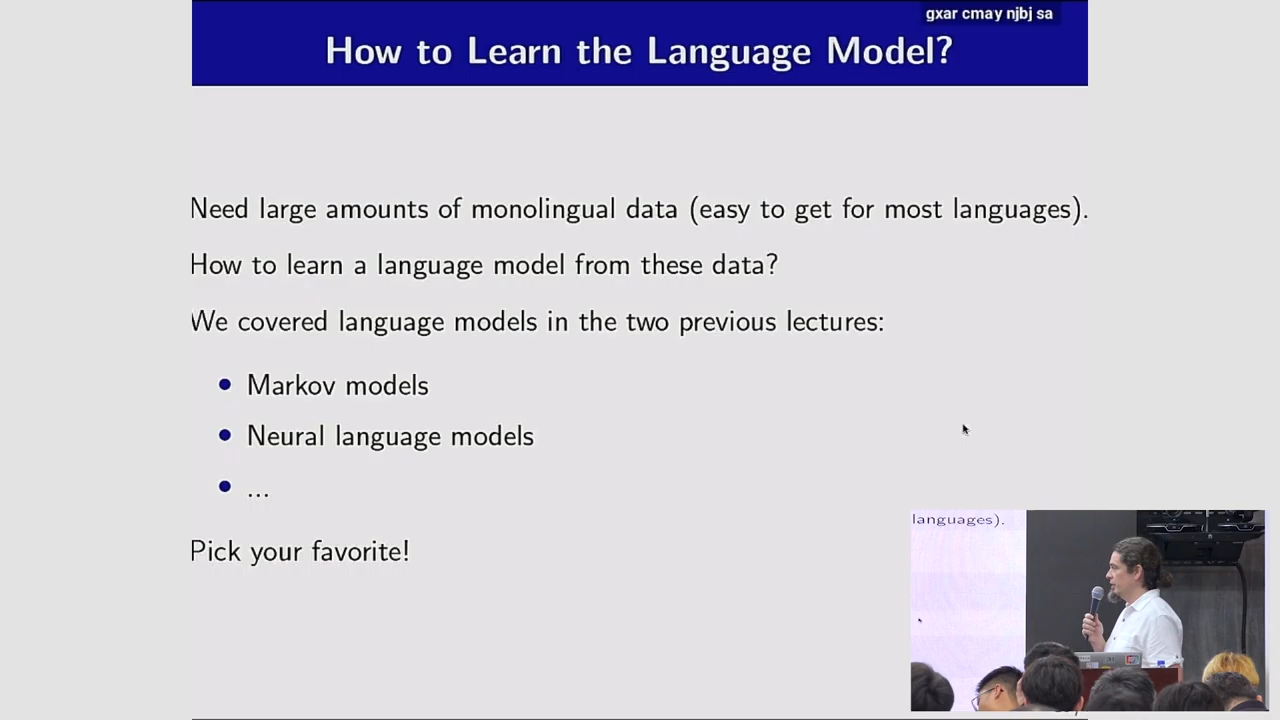 gxar cmay njbj sa
How to Learn the Language Model?
Need large amounts of monolingual data (easy to get for most languages).
How to learn a language model from these data?
We covered language models in the two previous lectures:
• Markov models
• Neural language models
• ...
Pick your favorite!
languages).